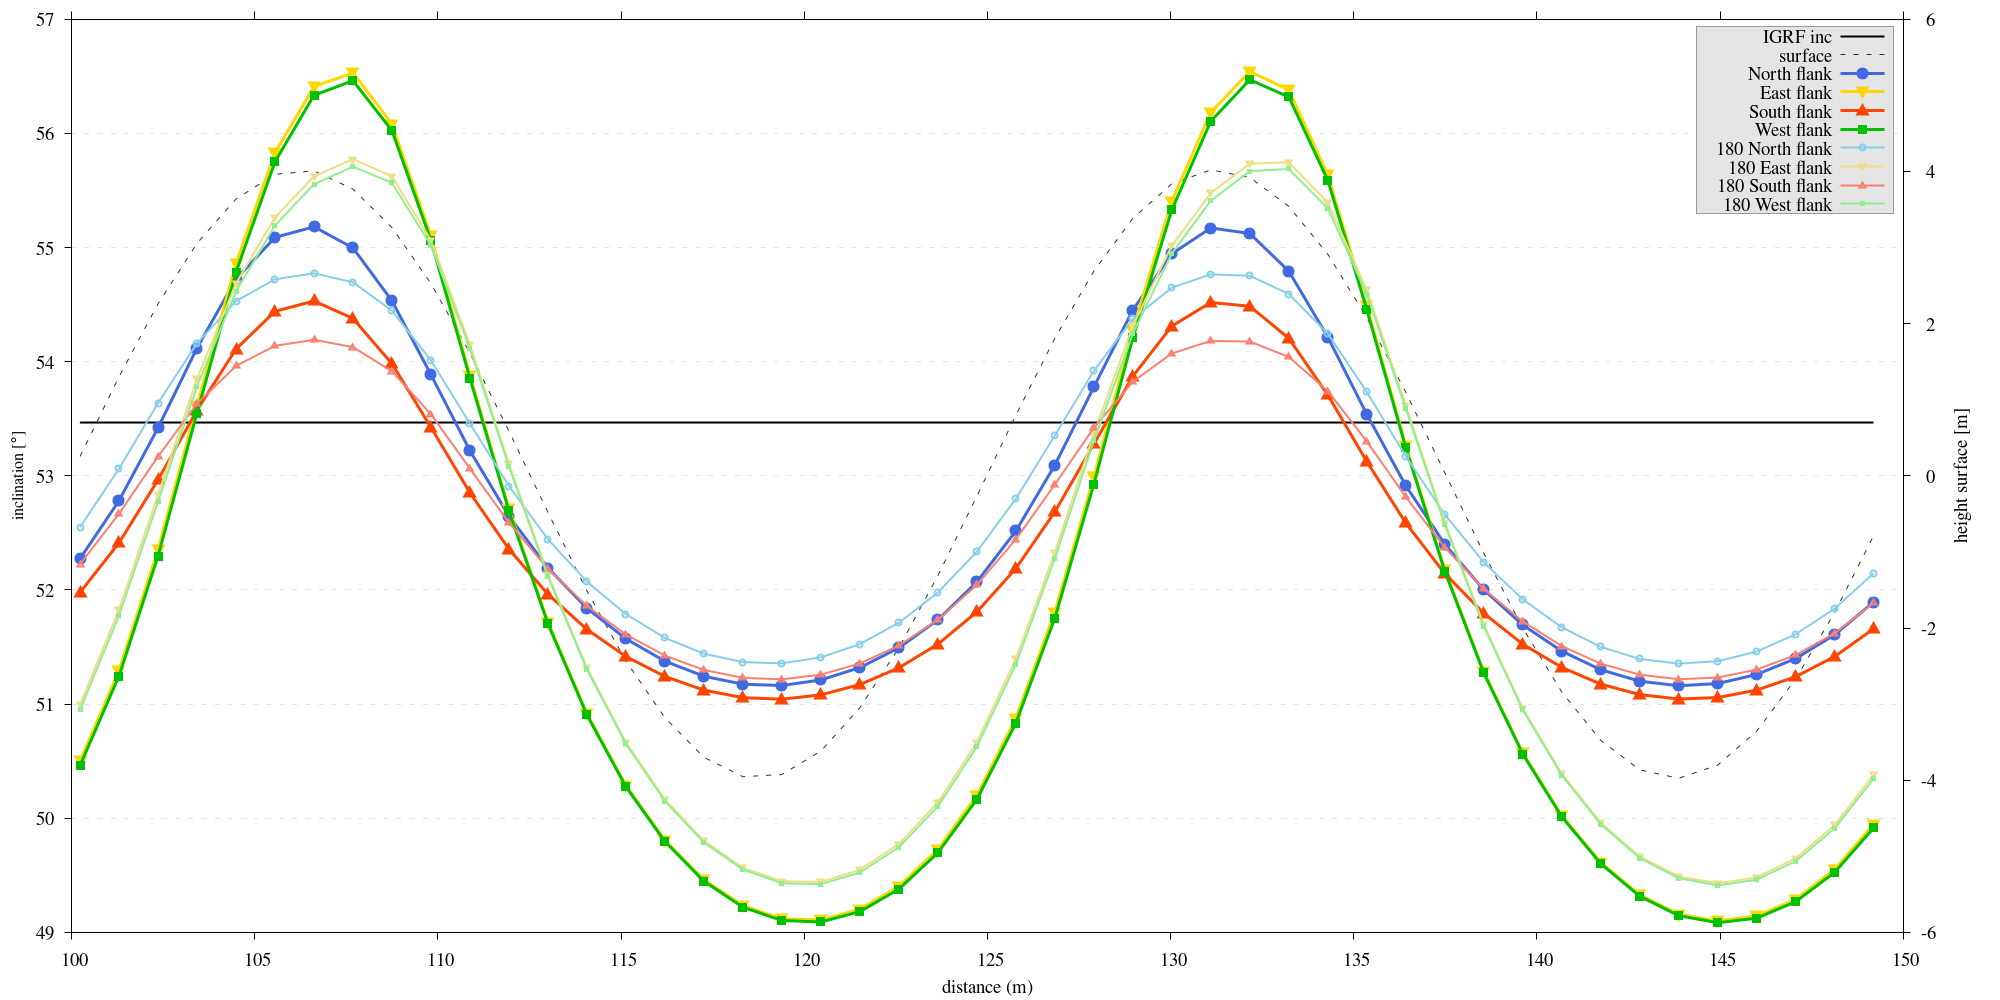 57
56
55
54
53
52
51
50
49
inclination [°]
6
4
2
0
-2
-4
-6
height surface [m]
100
105
110
115
120
125
130
135
140
145
150
distance (m)
IGRF inc
surface
North flank
East flank
South flank
West flank
180 North flank
180 East flank
180 South flank
180 West flank